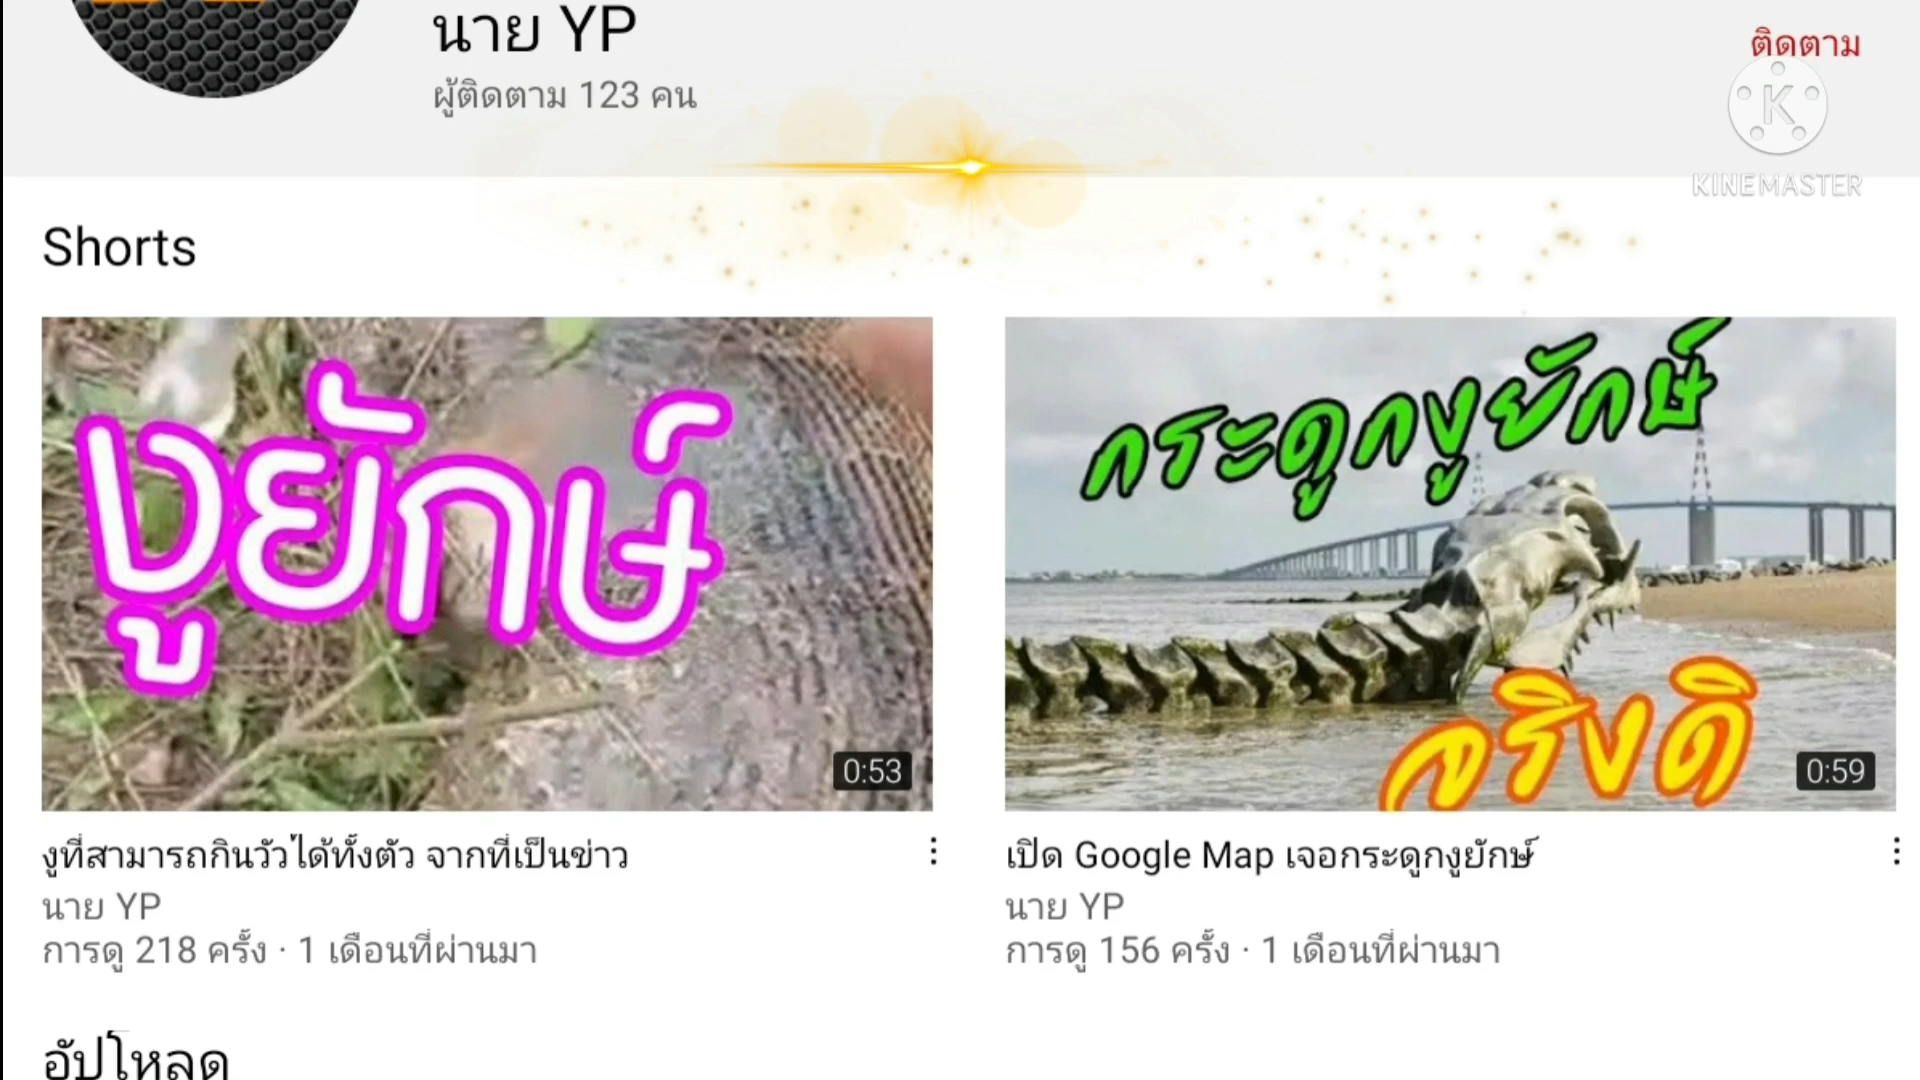 นาย YP
ผู้ติดตาม 123 คน
ติดตาม
K
KINEMASTER
Shorts
งูยักษ์
0:53
กระดูกงูยักษ์
จริงดิ
0:59
งูที่สามารถกินวัวได้ทั้งตัว จากที่เป็นข่าว
นาย YP
การดู 218 ครั้ง · 1 เดือนที่ผ่านมา
เปิด Google Map เจอกระดูกงูยักษ์
นาย YP
การดู 156 ครั้ง · 1 เดือนที่ผ่านมา
อัปโหลด